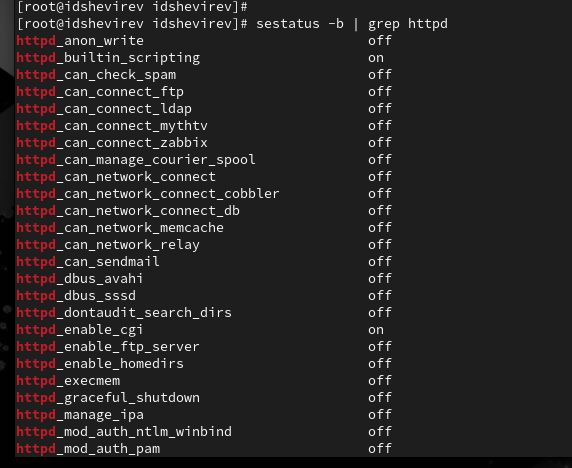 [root@idshevirev idshevirev]#
[root@idshevirev idshevirev]# sestatus -b | grep httpd
httpd_anon_write off
httpd_builtin_scripting on
httpd_can_check_spam off
httpd_can_connect_ftp off
httpd_can_connect_ldap off
httpd_can_connect_mythtv off
httpd_can_connect_zabbix off
httpd_can_manage_courier_spool off
httpd_can_network_connect off
httpd_can_network_connect_cobbler off
httpd_can_network_connect_db off
httpd_can_network_memcache off
httpd_can_network_relay off
httpd_can_sendmail off
httpd_dbus_avahi off
httpd_dbus_sssd off
httpd_dontaudit_search_dirs off
httpd_enable_cgi on
httpd_enable_ftp_server off
httpd_enable_homedirs off
httpd_execmem off
httpd_graceful_shutdown off
httpd_manage_ipa off
httpd_mod_auth_ntlm_winbind off
httpd_mod_auth_pam off